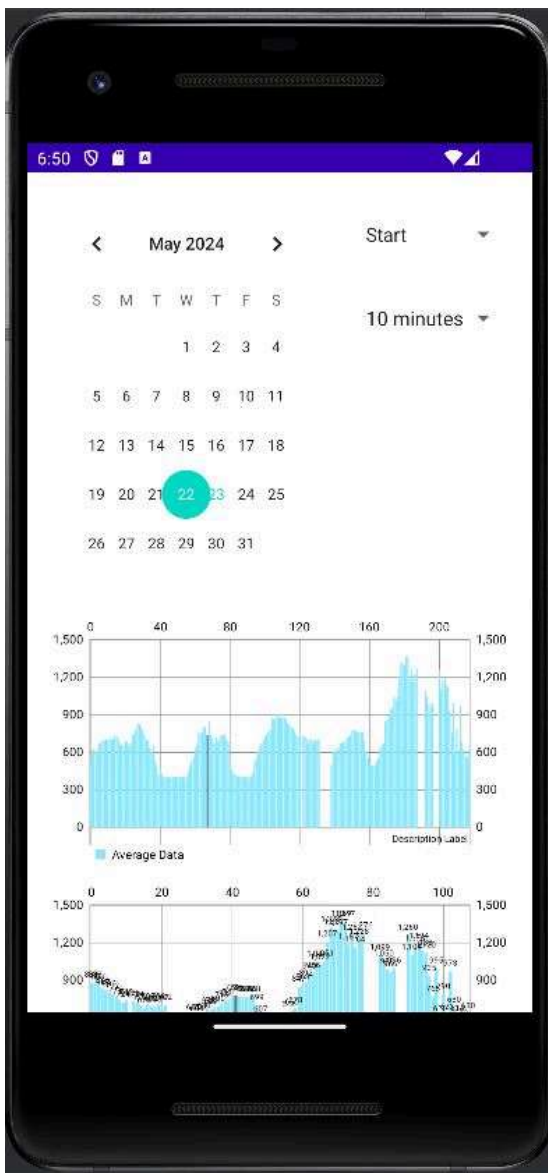 6:50
May 2024
Start
S M T W T F S
10 minutes
1 2 3 4
5 6 7 8 9 10 11
12 13 14 15 16 17 18
19 20 21 22 23 24 25
26 27 28 29 30 31
0 40 80 120 160 200
1,500 1,500
1,200 1,200
900 900
600 600
300 300
0 0
Description Label
Average Data
0 20 40 60 80 100
1,500 1,500
1,200 1,200
900 900